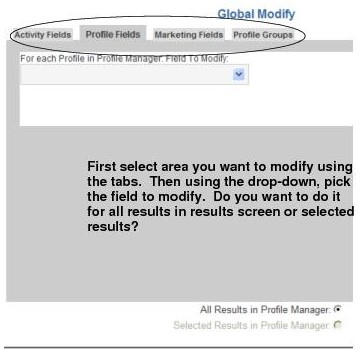 Global Modify
Activity Fields Profile Fields Marketing Fields Profile Groups
For each Profile in Profile Manager: Field To Modify:
First select area you want to modify using
the tabs. Then using the drop-down, pick
the field to modify. Do you want to do it
for all results in results screen or selected
results?
All Results in Profile Manager:
Selected Results in Profile Manager: